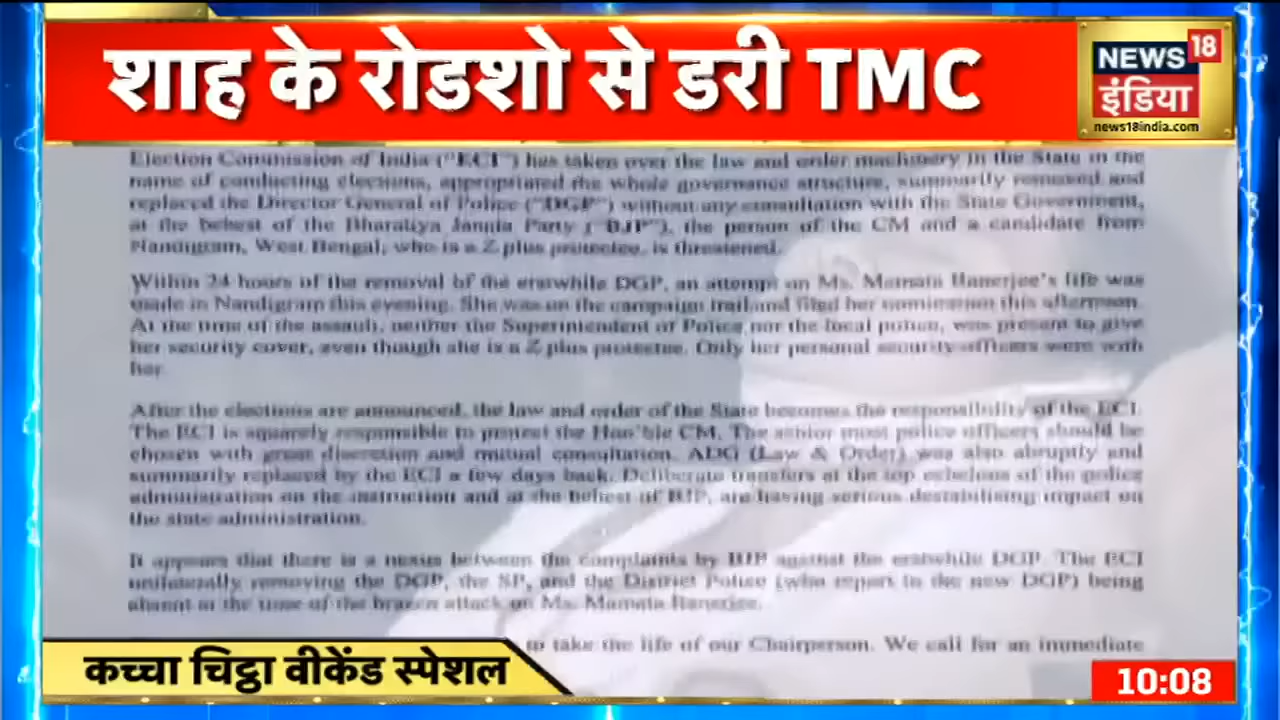 शाह के रोडशो से डरी TMC
NEWS 18
इंडिया
news18india.com
Election Commission of India ("ECI") has taken over the law and order machinery in the State in the
name of conducting elections, appropriated the whole governance structure, summarily removed and
replaced the Director General of Police ("DGP") without any consultation with the State Government,
at the behest of the Bharatiya Janata Party ("BJP"), the person of the CM and a candidate from
Nandigram, West Bengal, who is a Z plus protectee, is threatened.
Within 24 hours of the removal of the erstwhile DGP, an attempt on Ms. Mamata Banerjee's life was
made in Nandigram this evening. She was on the campaign trail and filed her nomination this afternoon.
At the time of the assault, neither the Superintendent of Police nor the local police, was present to give
her security cover, even though she is a Z plus protectee. Only her personal security officers were with
her.
After the elections are announced, the law and order of the State becomes the responsibility of the ECI.
The ECI is squarely responsible to protect the Hon'ble CM. The senior most police officers should be
chosen with great discretion and mutual consultation. ADG (Law & Order) was also abruptly and
summarily replaced by the ECI a few days back. Deliberate transfers at the top echelons of the police
administration on the instruction and at the behest of BJP, are having serious destabilising impact on
the state administration.
It appears that there is a nexus between the complaints by BJP against the erstwhile DGP. The ECI
unilaterally removing the DGP, the SP, and the District Police (who report to the new DGP) being
absent at the time of the brazen attack on Ms. Mamata Banerjee.
to take the life of our Chairperson. We call for an immediate
कच्चा चिट्ठा वीकेंड स्पेशल
10:08